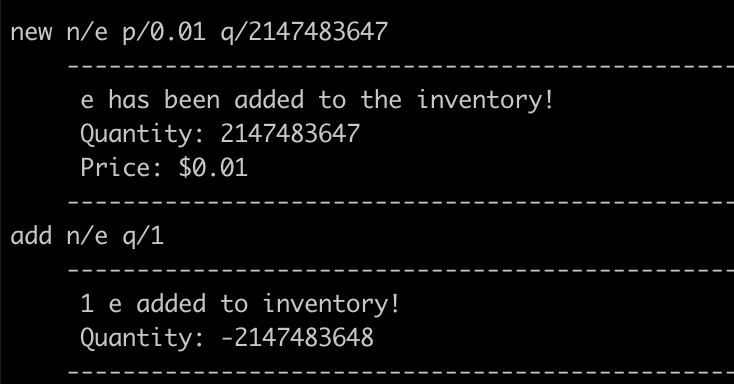 new n/e p/0.01 q/2147483647
-----------------------------------------------
e has been added to the inventory!
Quantity: 2147483647
Price: $0.01
-----------------------------------------------
add n/e q/1
-----------------------------------------------
1 e added to inventory!
Quantity: -2147483648
-----------------------------------------------